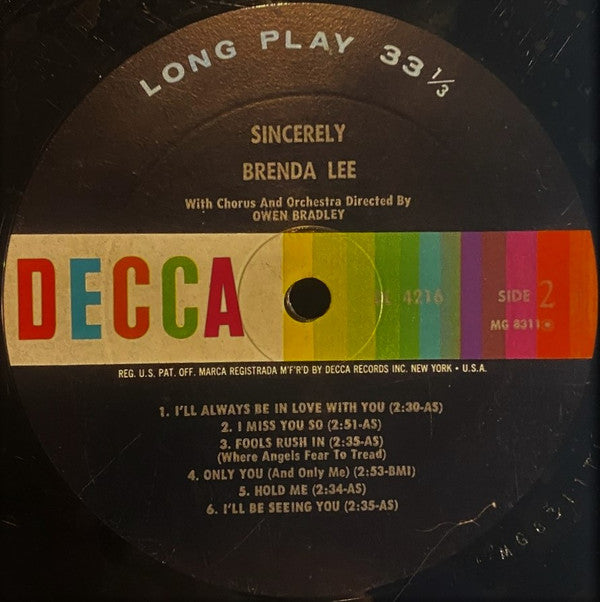 LONG PLAY 33 1/3
SINCERELY
BRENDA LEE
With Chorus And Orchestra Directed By
OWEN BRADLEY
DECCA
4216
SIDE 2
MG 8311
REG. U.S. PAT. OFF. MARCA REGISTRADA M'F'R'D BY DECCA RECORDS INC. NEW YORK • U.S.A.
1. I'LL ALWAYS BE IN LOVE WITH YOU (2:30-AS)
2. I MISS YOU SO (2:51-AS)
3. FOOLS RUSH IN (2:35-AS)
(Where Angels Fear To Tread)
4. ONLY YOU (And Only Me) (2:53-BMI)
5. HOLD ME (2:34-AS)
6. I'LL BE SEEING YOU (2:35-AS)